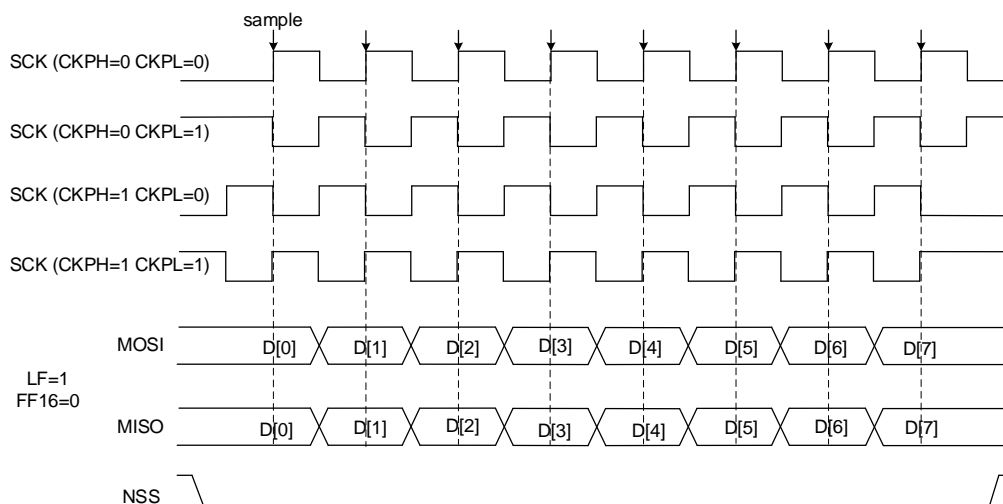 sample
SCK (CKPH=0 CKPL=0)
SCK (CKPH=0 CKPL=1)
SCK (CKPH=1 CKPL=0)
SCK (CKPH=1 CKPL=1)
MOSI
D[0] D[1] D[2] D[3] D[4] D[5] D[6] D[7]
LF=1
FF16=0
MISO
D[0] D[1] D[2] D[3] D[4] D[5] D[6] D[7]
NSS